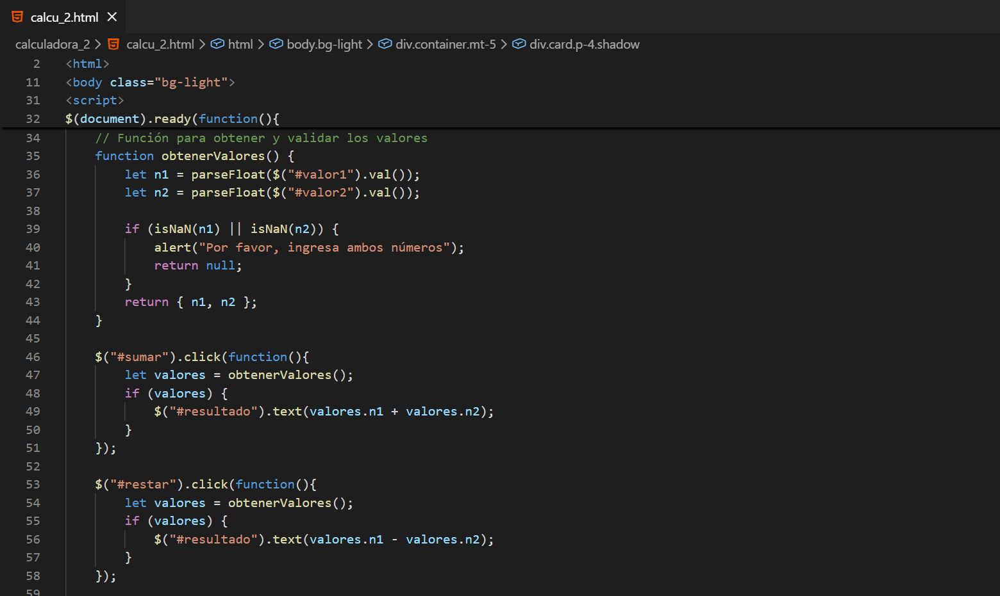 calcu_2.html
calculadora_2 > calcu_2.html > html > body.bg-light > div.container.mt-5 > div.card.p-4.shadow
2 <html>
11 <body class="bg-light">
31 <script>
32 $(document).ready(function(){
34 // Función para obtener y validar los valores
35 function obtenerValores() {
36 let n1 = parseFloat($("#valor1").val());
37 let n2 = parseFloat($("#valor2").val());
38
39 if (isNaN(n1) || isNaN(n2)) {
40 alert("Por favor, ingresa ambos números");
41 return null;
42 }
43 return { n1, n2 };
44 }
45
46 $("#sumar").click(function(){
47 let valores = obtenerValores();
48 if (valores) {
49 $("#resultado").text(valores.n1 + valores.n2);
50 }
51 });
52
53 $("#restar").click(function(){
54 let valores = obtenerValores();
55 if (valores) {
56 $("#resultado").text(valores.n1 - valores.n2);
57 }
58 });
59